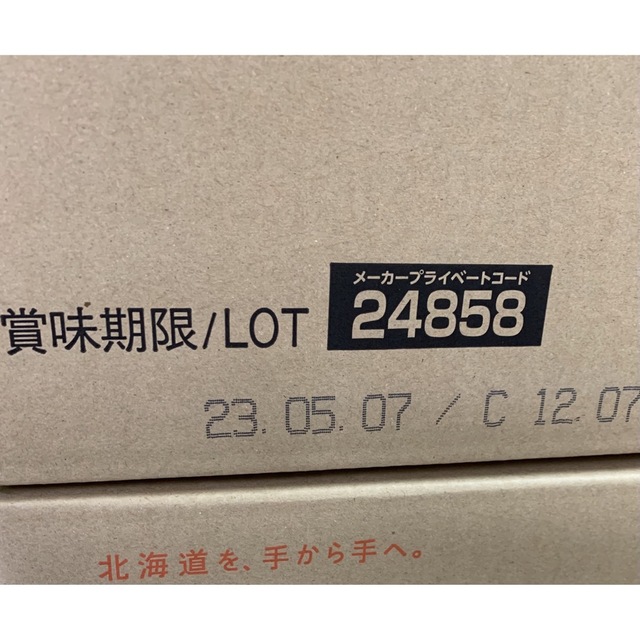 メーカープライベートコード
賞味期限/LOT 24858
23.05.07 / C 12.07
北海道を、手から手へ。